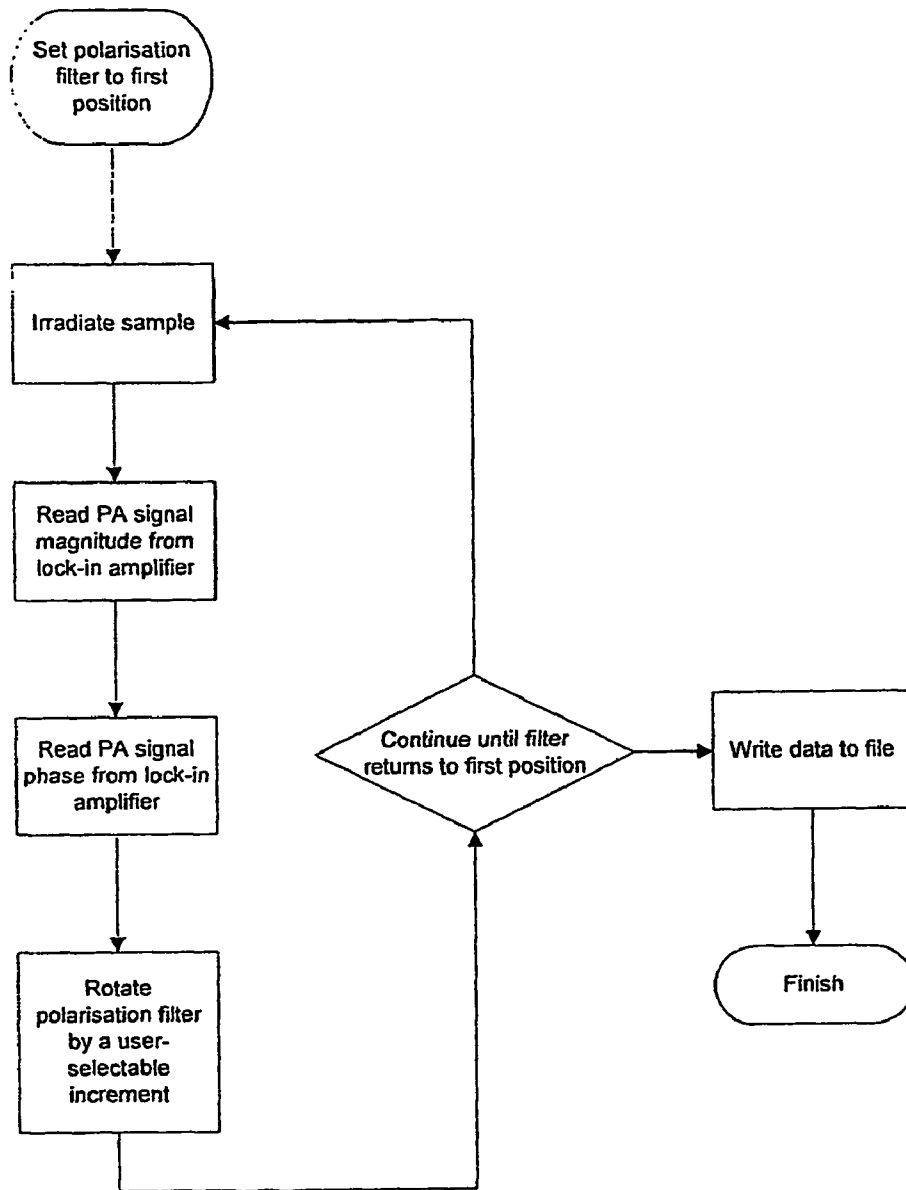 Set polarisation
filter to first
position
Irradiate sample
Read PA signal
magnitude from
lock-in amplifier
Read PA signal
phase from lock-in
amplifier
Rotate
polarisation filter
by a user-
selectable
increment
Continue until filter
returns to first position
Write data to file
Finish